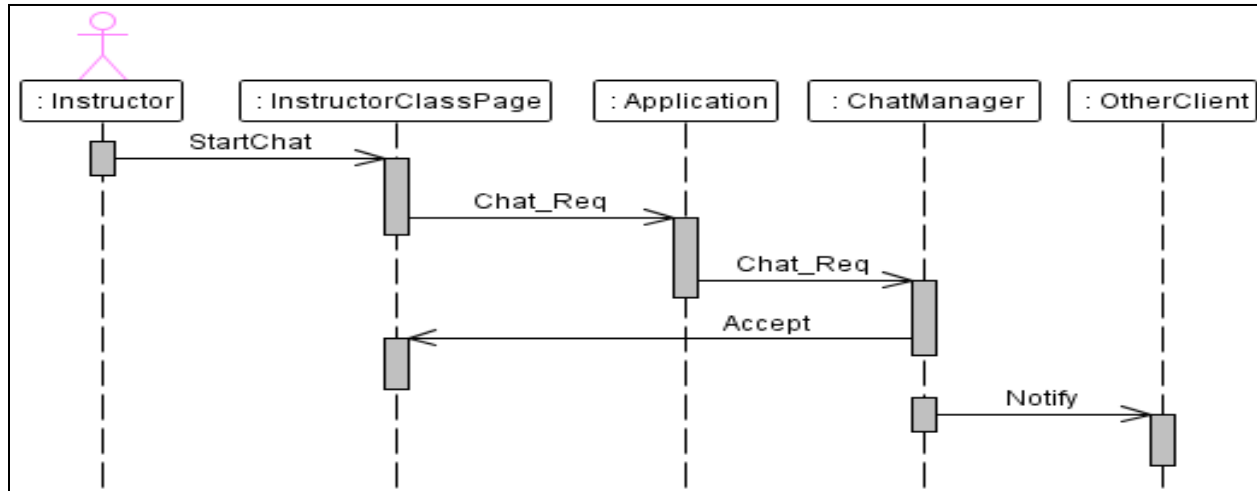 : Instructor
: InstructorClassPage
: Application
: ChatManager
: OtherClient
StartChat
Chat_Req
Chat_Req
Accept
Notify